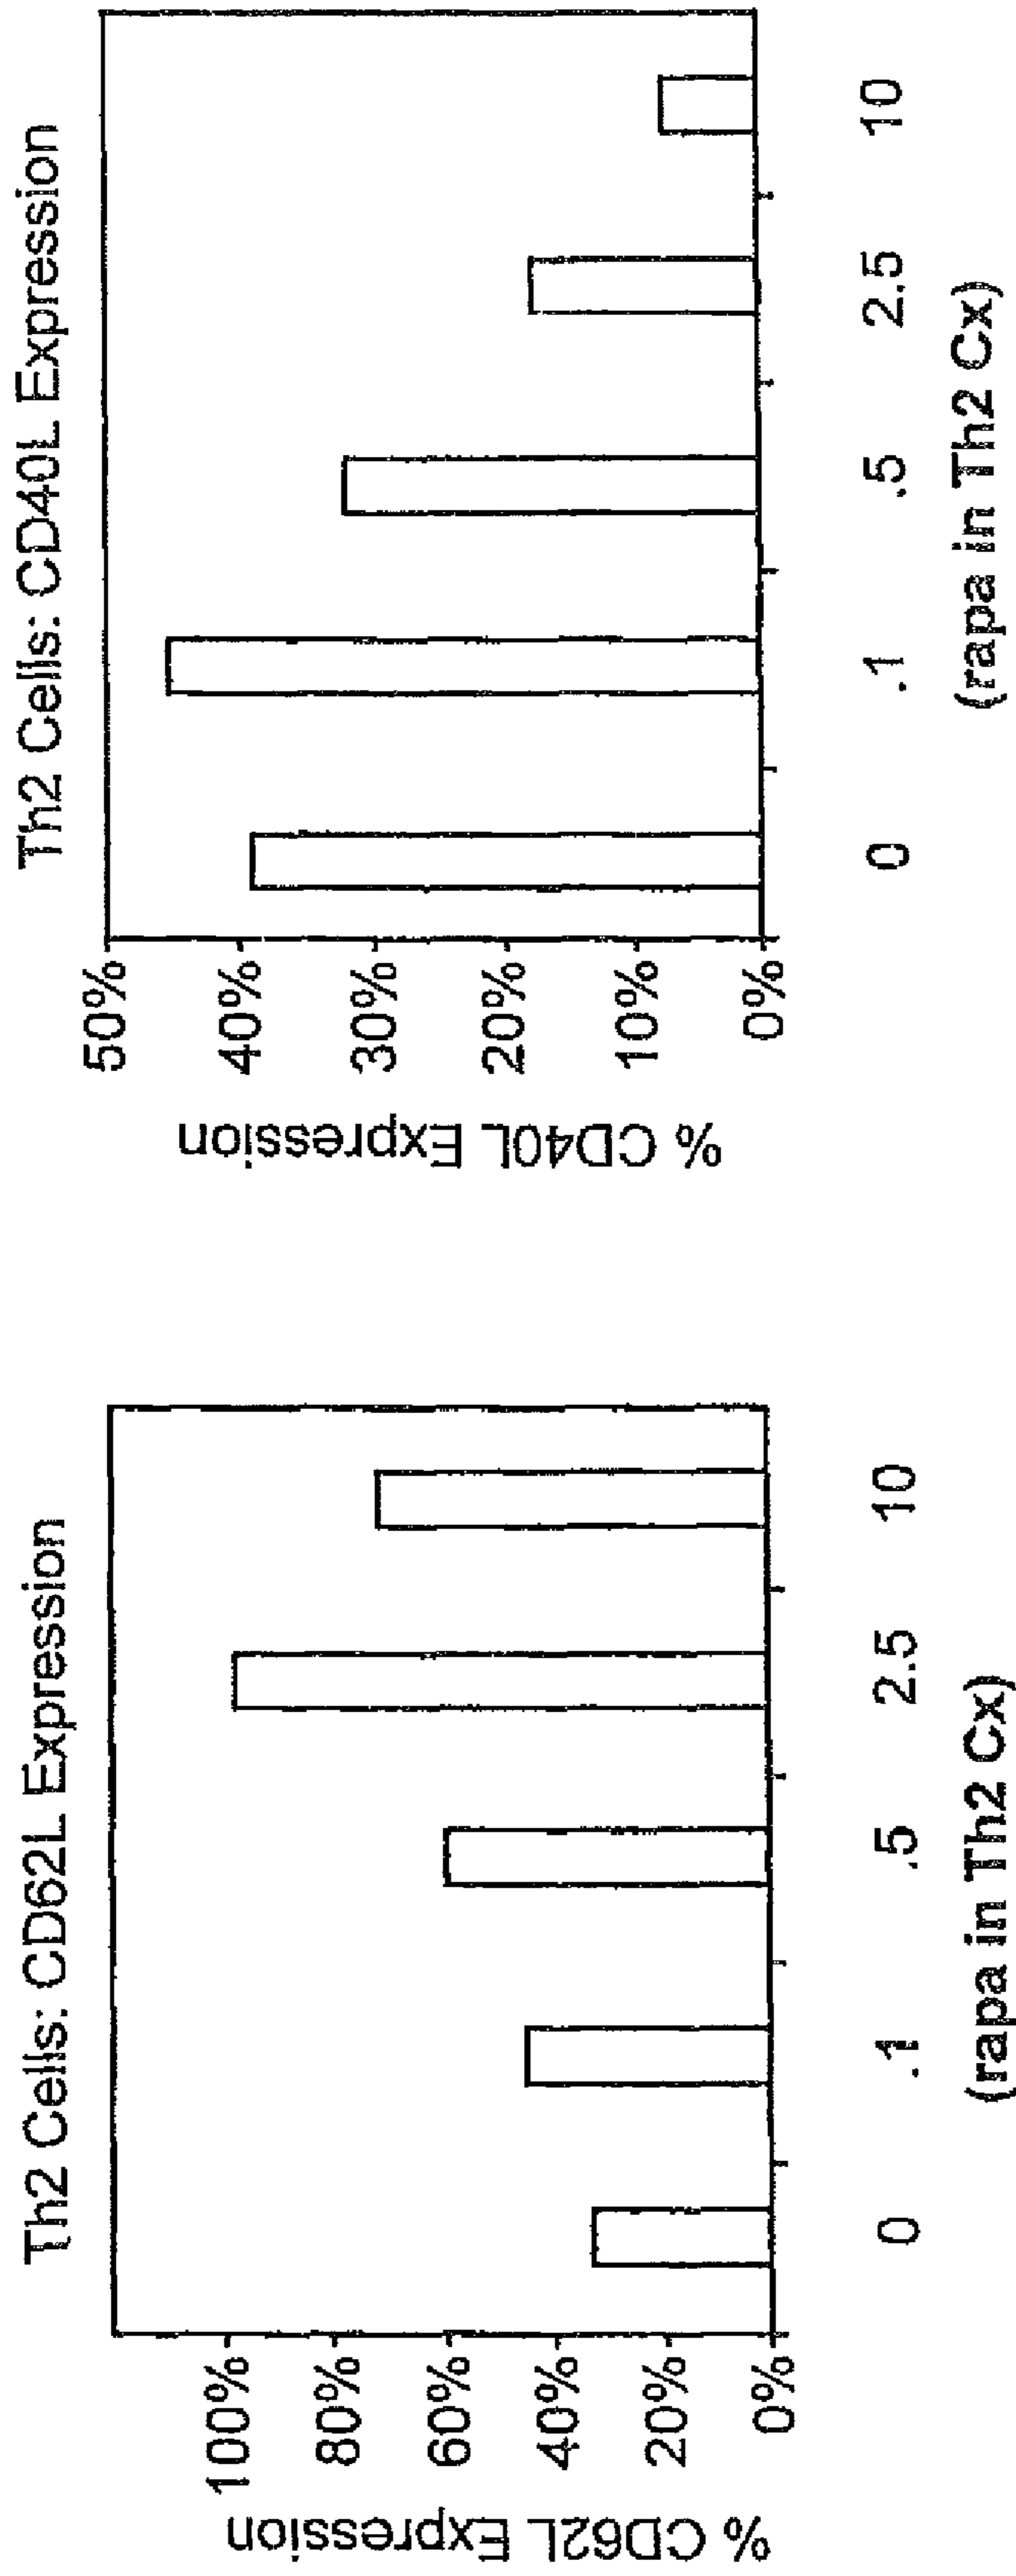 Th2 Cells: CD62L Expression
% CD62L Expression
100%
80%
60%
40%
20%
0%
0 .1 .5 2.5 10
(rapa in Th2 Cx)
Th2 Cells: CD40L Expression
% CD40L Expression
50%
40%
30%
20%
10%
0%
0 .1 .5 2.5 10
(rapa in Th2 Cx)